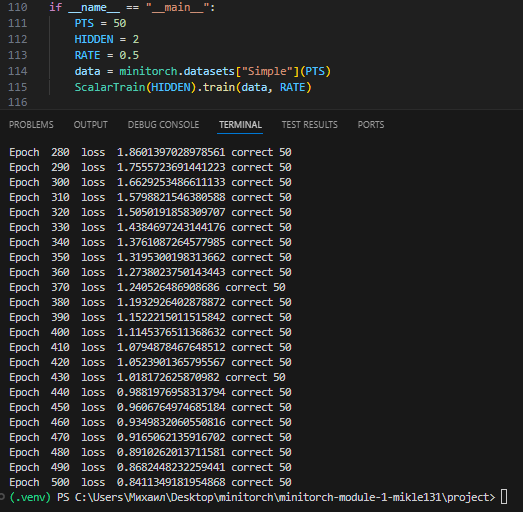 110 if __name__ == "__main__":
111 PTS = 50
112 HIDDEN = 2
113 RATE = 0.5
114 data = minitorch.datasets["Simple"](PTS)
115 ScalarTrain(HIDDEN).train(data, RATE)
116
PROBLEMS OUTPUT DEBUG CONSOLE TERMINAL TEST RESULTS PORTS
Epoch 280 loss 1.8601397028978561 correct 50
Epoch 290 loss 1.7555723691441223 correct 50
Epoch 300 loss 1.6629253486611133 correct 50
Epoch 310 loss 1.5798821546380588 correct 50
Epoch 320 loss 1.5050191858309707 correct 50
Epoch 330 loss 1.4384697243144176 correct 50
Epoch 340 loss 1.3761087264577985 correct 50
Epoch 350 loss 1.3195300198313662 correct 50
Epoch 360 loss 1.2738023750143443 correct 50
Epoch 370 loss 1.240526486908686 correct 50
Epoch 380 loss 1.1932926402878872 correct 50
Epoch 390 loss 1.1522215011515842 correct 50
Epoch 400 loss 1.1145376511368632 correct 50
Epoch 410 loss 1.0794878467648512 correct 50
Epoch 420 loss 1.0523901365795567 correct 50
Epoch 430 loss 1.018172625870982 correct 50
Epoch 440 loss 0.9881976958313794 correct 50
Epoch 450 loss 0.9606764974685184 correct 50
Epoch 460 loss 0.9349832060550816 correct 50
Epoch 470 loss 0.9165062135916702 correct 50
Epoch 480 loss 0.8910262013711581 correct 50
Epoch 490 loss 0.8682448232259441 correct 50
Epoch 500 loss 0.8411349181954868 correct 50
(.venv) PS C:\Users\Михаил\Desktop\minitorch\minitorch-module-1-mikle131\project>